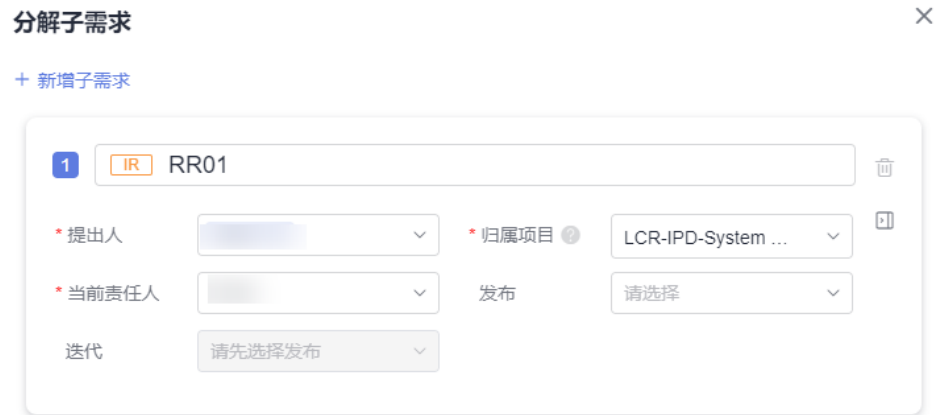 分解子需求
+ 新增子需求
1 IR RR01
* 提出人 * 归属项目 ? LCR-IPD-System ...
* 当前责任人 发布 请选择
迭代 请先选择发布